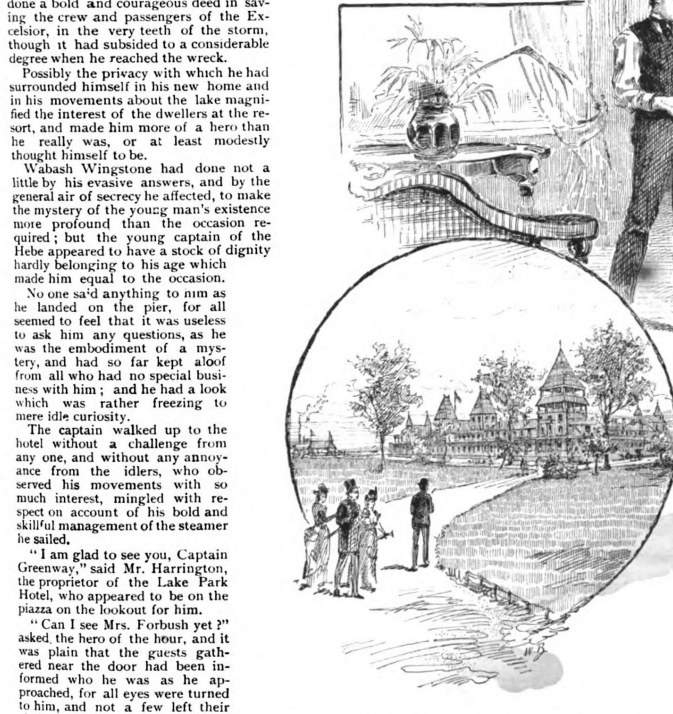 done a bold and courageous deed in sav-
ing the crew and passengers of the Ex-
celsior, in the very teeth of the storm,
though it had subsided to a considerable
degree when he reached the wreck.
Possibly the privacy with which he had
surrounded himself in his new home and
in his movements about the lake magni-
fied the interest of the dwellers at the re-
sort, and made him more of a hero than
he really was, or at least modestly
thought himself to be.
Wabash Wingstone had done not a
little by his evasive answers, and by the
general air of secrecy he affected, to make
the mystery of the young man's existence
more profound than the occasion re-
quired; but the young captain of the
Hebe appeared to have a stock of dignity
hardly belonging to his age which
made him equal to the occasion.
No one said anything to him as
he landed on the pier, for all
seemed to feel that it was useless
to ask him any questions, as he
was the embodiment of a mys-
tery, and had so far kept aloof
from all who had no special busi-
ness with him; and he had a look
which was rather freezing to
mere idle curiosity.
The captain walked up to the
hotel without a challenge from
any one, and without any annoy-
ance from the idlers, who ob-
served his movements with so
much interest, mingled with re-
spect on account of his bold and
skillful management of the steamer
he sailed.
"I am glad to see you, Captain
Greenway," said Mr. Harrington,
the proprietor of the Lake Park
Hotel, who appeared to be on the
piazza on the lookout for him.
"Can I see Mrs. Forbush yet?"
asked the hero of the hour, and it
was plain that the guests gath-
ered near the door had been in-
formed who he was as he ap-
proached, for all eyes were turned
to him, and not a few left their
W.B.